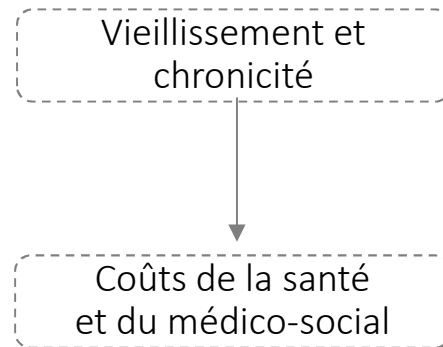 Vieillissement et
chronicité
Coûts de la santé
et du médico-social